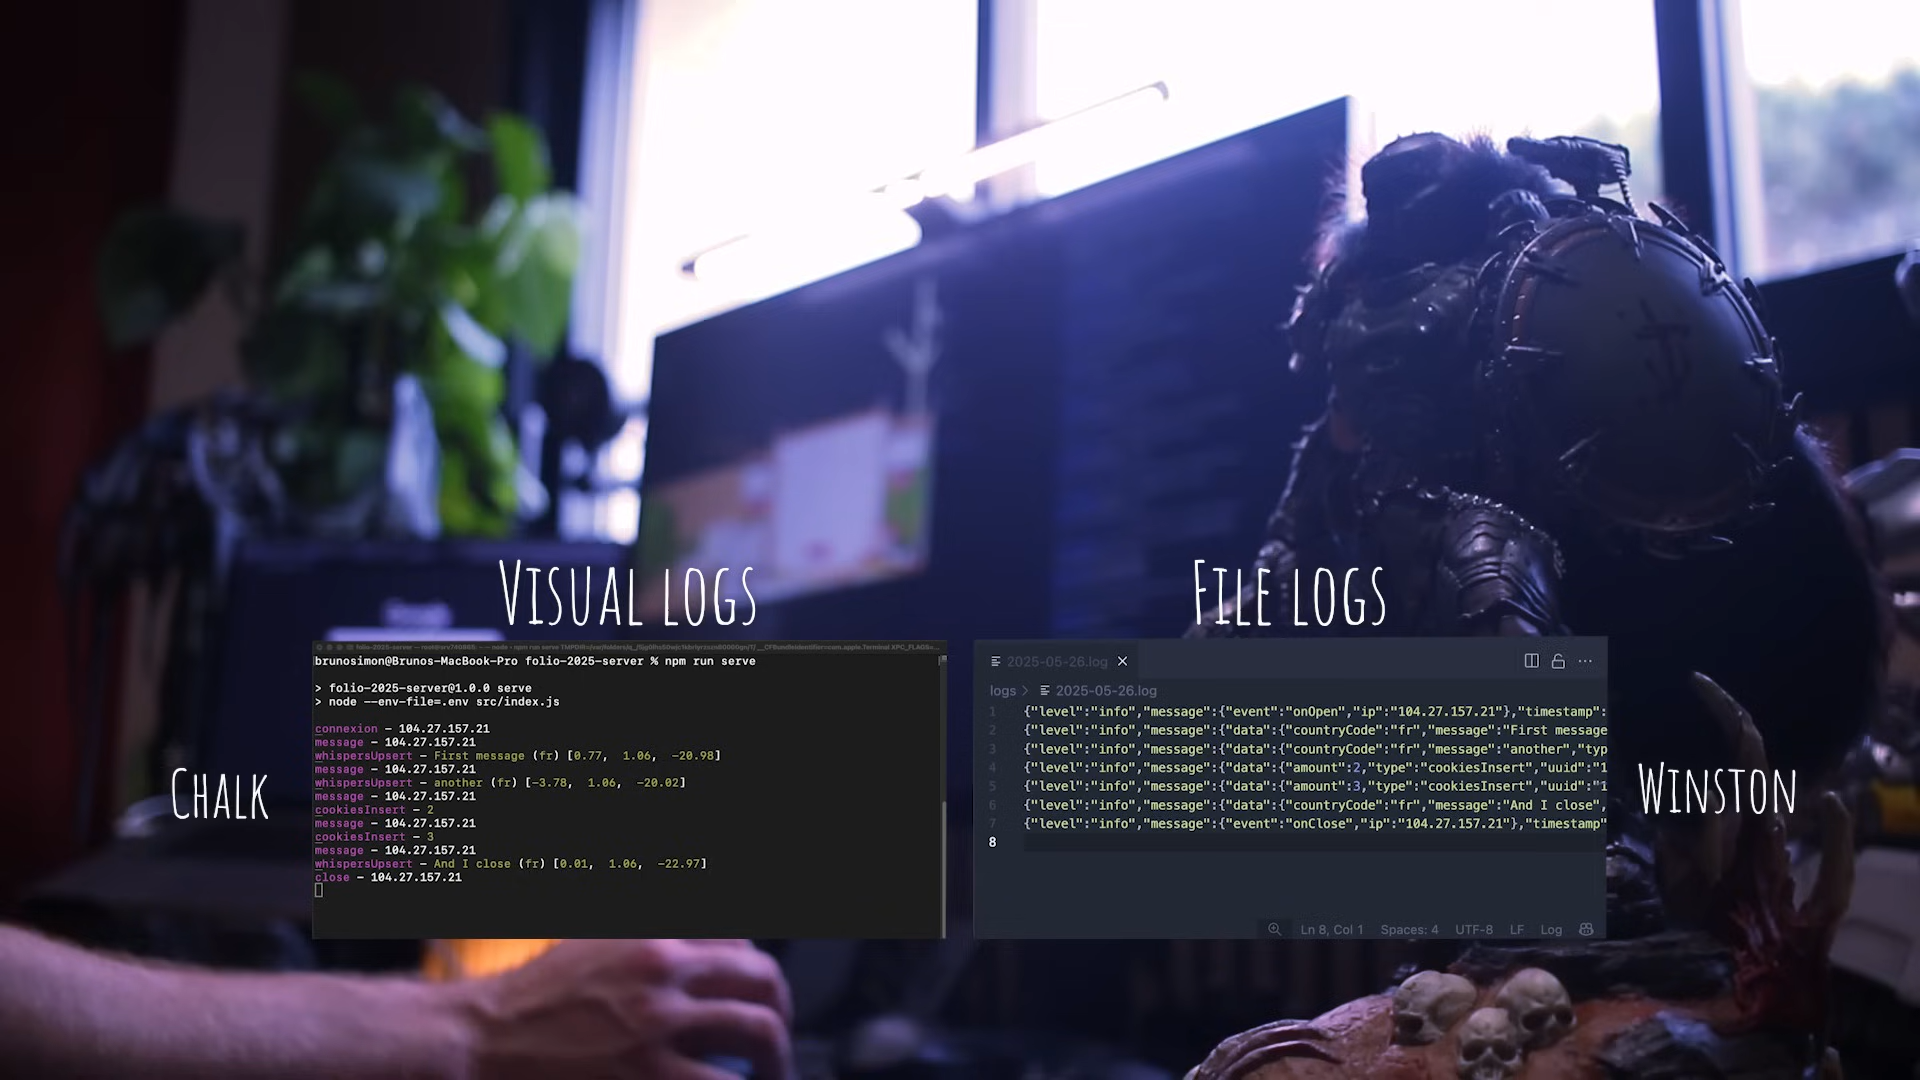 Visual logs
File logs
Chalk
Winston
brunosimon@Brunos-MacBook-Pro folio-2025-server % npm run serve
> folio-2025-server@1.0.0 serve
> node --env-file=.env src/index.js
connexion – 104.27.157.21
message – 104.27.157.21
whispersUpsert – First message (fr) [0.77, 1.06, -20.98]
message – 104.27.157.21
whispersUpsert – another (fr) [-3.78, 1.06, -20.02]
message – 104.27.157.21
cookiesInsert – 2
message – 104.27.157.21
cookiesInsert – 3
message – 104.27.157.21
whispersUpsert – And I close (fr) [0.01, 1.06, -22.97]
close – 104.27.157.21
2025-05-26.log
logs > 2025-05-26.log
1 {"level":"info","message":{"event":"onOpen","ip":"104.27.157.21"},"timestamp":
2 {"level":"info","message":{"data":{"countryCode":"fr","message":"First message
3 {"level":"info","message":{"data":{"countryCode":"fr","message":"another","typ
4 {"level":"info","message":{"data":{"amount":2,"type":"cookiesInsert","uuid":"1
5 {"level":"info","message":{"data":{"amount":3,"type":"cookiesInsert","uuid":"1
6 {"level":"info","message":{"data":{"countryCode":"fr","message":"And I close",
7 {"level":"info","message":{"event":"onClose","ip":"104.27.157.21"},"timestamp"
8
Ln 8, Col 1 Spaces: 4 UTF-8 LF Log